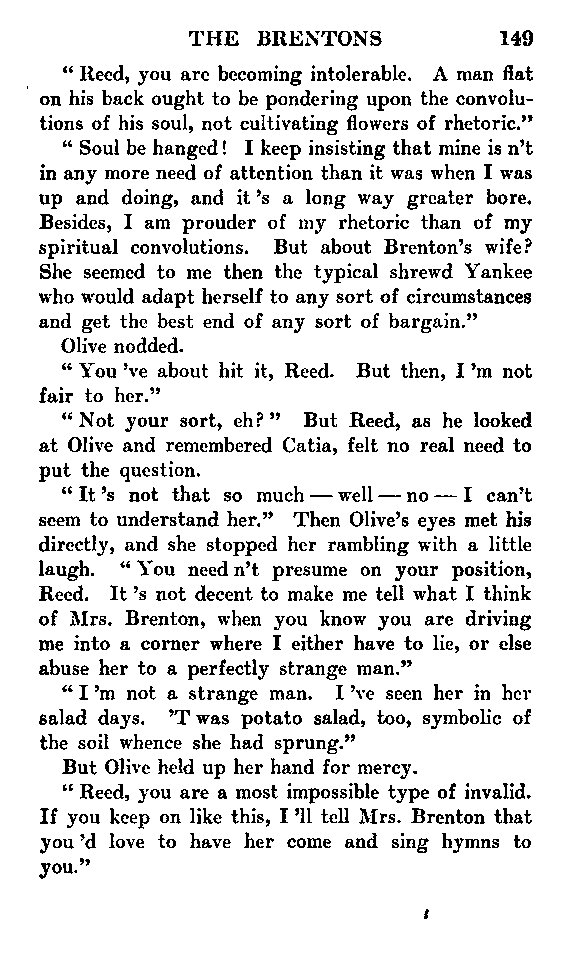 THE BRENTONS 149
“ Reed, you are becoming intolerable. A man flat
on his back ought to be pondering upon the convolu-
tions of his soul, not cultivating flowers of rhetoric.”
“ Soul be hanged! I keep insisting that mine is n’t
in any more need of attention than it was when I was
up and doing, and it ’s a long way greater bore.
Besides, I am prouder of my rhetoric than of my
spiritual convolutions. But about Brenton’s wife?
She seemed to me then the typical shrewd Yankee
who would adapt herself to any sort of circumstances
and get the best end of any sort of bargain.”
Olive nodded.
“ You ’ve about hit it, Reed. But then, I ’m not
fair to her.”
“ Not your sort, eh? ” But Reed, as he looked
at Olive and remembered Catia, felt no real need to
put the question.
“ It ’s not that so much — well — no — I can’t
seem to understand her.” Then Olive’s eyes met his
directly, and she stopped her rambling with a little
laugh. “ You need n’t presume on your position,
Reed. It ’s not decent to make me tell what I think
of Mrs. Brenton, when you know you are driving
me into a corner where I either have to lie, or else
abuse her to a perfectly strange man.”
“ I ’m not a strange man. I ’ve seen her in her
salad days. ’T was potato salad, too, symbolic of
the soil whence she had sprung.”
But Olive held up her hand for mercy.
“ Reed, you are a most impossible type of invalid.
If you keep on like this, I ’ll tell Mrs. Brenton that
you ’d love to have her come and sing hymns to
you.”